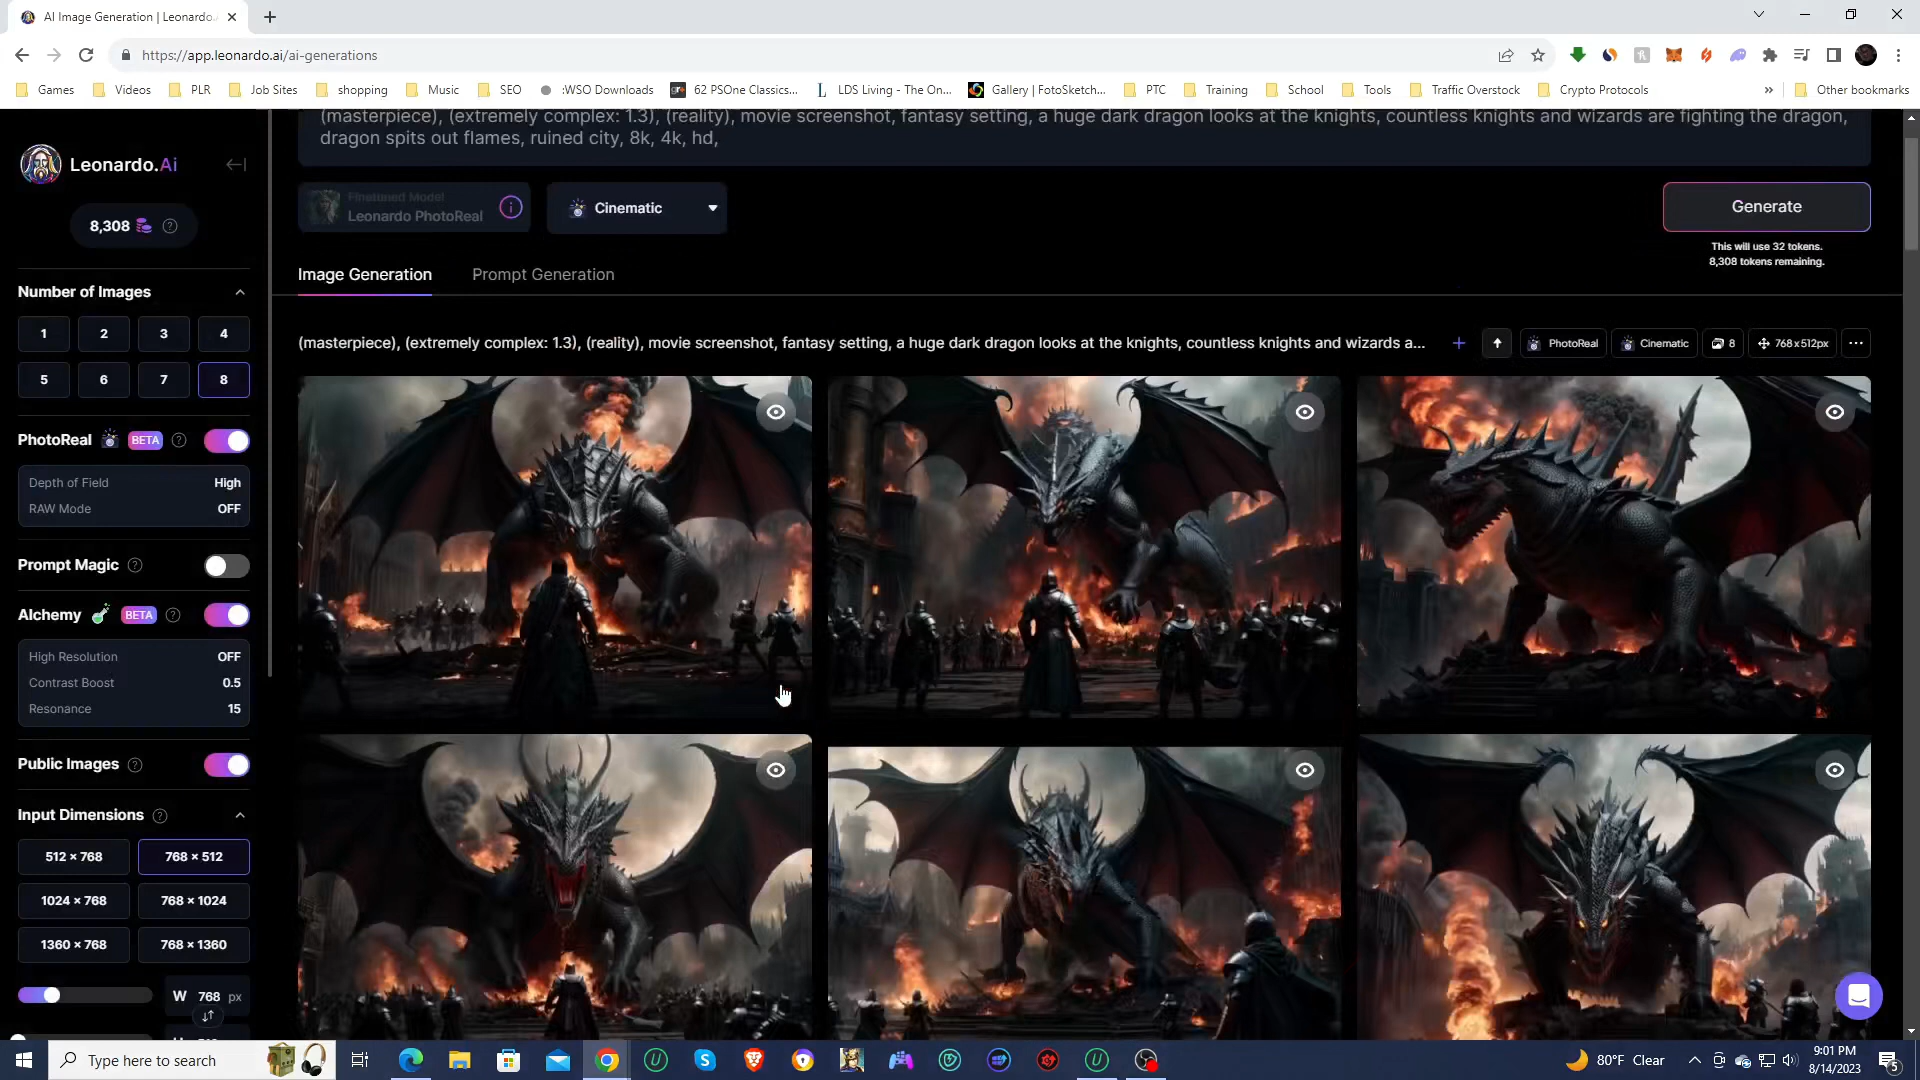 AI Image Generation | Leonardo.
https://app.leonardo.ai/ai-generations
Games
Videos
PLR
Job Sites
shopping
Music
SEO
:WSO Downloads
62 PSOne Classics...
LDS Living - The On...
Gallery | FotoSketch...
PTC
Training
School
Tools
Traffic Overstock
Crypto Protocols
»
Other bookmarks
(masterpiece), (extremely complex: 1.3), (reality), movie screenshot, fantasy setting, a huge dark dragon looks at the knights, countless knights and wizards are fighting the dragon,
dragon spits out flames, ruined city, 8k, 4k, hd,
Leonardo.Ai
8,308
Finetuned Model
Leonardo PhotoReal
Cinematic
Generate
This will use 32 tokens.
8,308 tokens remaining.
Image Generation
Prompt Generation
Number of Images
1
2
3
4
5
6
7
8
(masterpiece), (extremely complex: 1.3), (reality), movie screenshot, fantasy setting, a huge dark dragon looks at the knights, countless knights and wizards a...
PhotoReal
Cinematic
8
768x512px
PhotoReal
BETA
Depth of Field
High
RAW Mode
OFF
Prompt Magic
Alchemy
BETA
High Resolution
OFF
Contrast Boost
0.5
Resonance
15
Public Images
Input Dimensions
512 × 768
768 × 512
1024 × 768
768 × 1024
1360 × 768
768 × 1360
W 768 px
Type here to search
80°F Clear
9:01 PM
8/14/2023
5